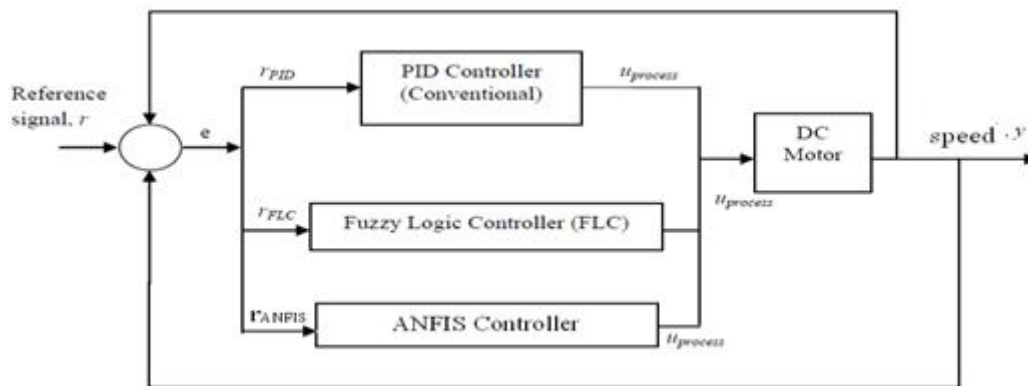 Reference
signal, r
e
r_PID
PID Controller
(Conventional)
u_process
r_FLC
Fuzzy Logic Controller (FLC)
r_ANFIS
ANFIS Controller
u_process
u_process
DC
Motor
speed , y